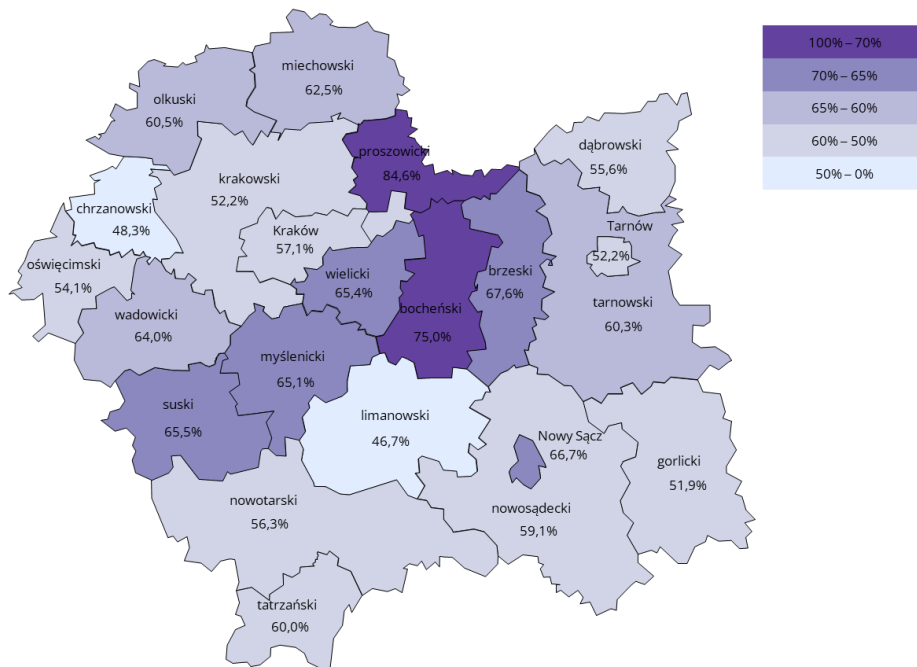 miechowski
62,5%
olkuski
60,5%
proszowicki
84,6%
dąbrowski
55,6%
krakowski
52,2%
chrzanowski
48,3%
Kraków
57,1%
Tarnów
52,2%
oświęcimski
54,1%
wielicki
65,4%
brzeski
67,6%
tarnowski
60,3%
wadowicki
64,0%
bocheński
75,0%
myślenicki
65,1%
suski
65,5%
limanowski
46,7%
Nowy Sącz
66,7%
gorlicki
51,9%
nowotarski
56,3%
nowosądecki
59,1%
tatrzański
60,0%
100% – 70%
70% – 65%
65% – 60%
60% – 50%
50% – 0%